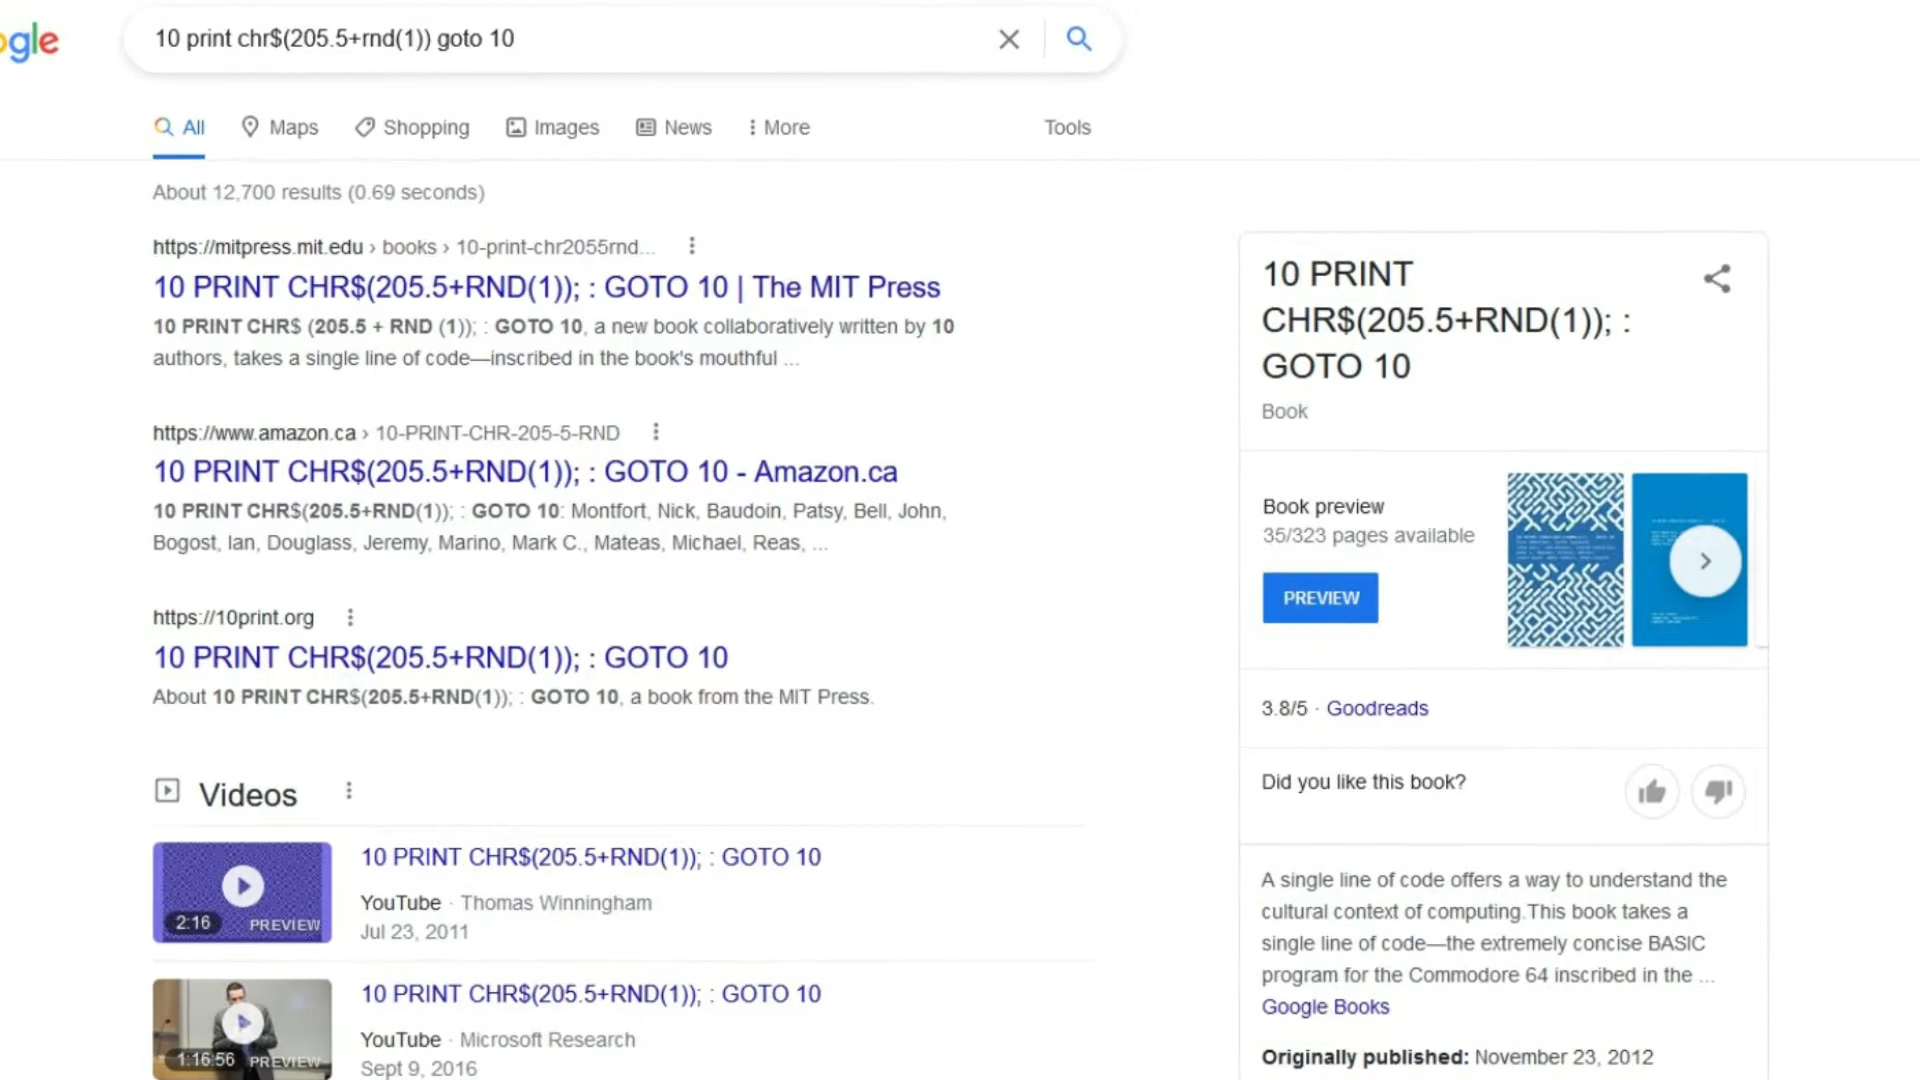 ogle
10 print chr$(205.5+rnd(1)) goto 10
All
Maps
Shopping
Images
News
More
Tools
About 12,700 results (0.69 seconds)
https://mitpress.mit.edu › books › 10-print-chr2055rnd...
10 PRINT CHR$(205.5+RND(1)); : GOTO 10 | The MIT Press
10 PRINT CHR$ (205.5 + RND (1)); : GOTO 10, a new book collaboratively written by 10
authors, takes a single line of code—inscribed in the book's mouthful ...
https://www.amazon.ca › 10-PRINT-CHR-205-5-RND
10 PRINT CHR$(205.5+RND(1)); : GOTO 10 - Amazon.ca
10 PRINT CHR$(205.5+RND(1)); : GOTO 10: Montfort, Nick, Baudoin, Patsy, Bell, John,
Bogost, Ian, Douglass, Jeremy, Marino, Mark C., Mateas, Michael, Reas, ...
https://10print.org
10 PRINT CHR$(205.5+RND(1)); : GOTO 10
About 10 PRINT CHR$(205.5+RND(1)); : GOTO 10, a book from the MIT Press.
Videos
10 PRINT CHR$(205.5+RND(1)); : GOTO 10
2:16
PREVIEW
YouTube · Thomas Winningham
Jul 23, 2011
10 PRINT CHR$(205.5+RND(1)); : GOTO 10
1:16:56
PREVIEW
YouTube · Microsoft Research
Sept 9, 2016
10 PRINT
CHR$(205.5+RND(1)); :
GOTO 10
Book
Book preview
35/323 pages available
PREVIEW
3.8/5 · Goodreads
Did you like this book?
A single line of code offers a way to understand the
cultural context of computing.This book takes a
single line of code—the extremely concise BASIC
program for the Commodore 64 inscribed in the ...
Google Books
Originally published: November 23, 2012